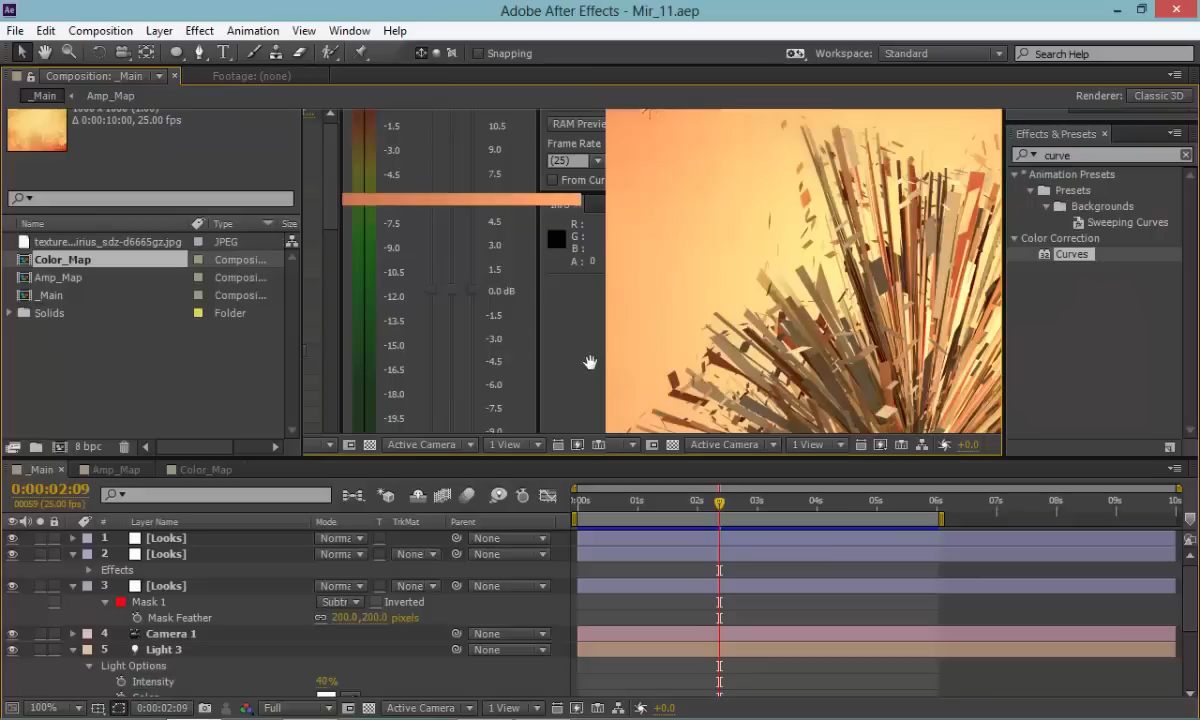 Ae Adobe After Effects - Mir_11.aep
File Edit Composition Layer Effect Animation View Window Help
Snapping Workspace: Standard Search Help
Composition: _Main Footage: (none)
_Main Amp_Map Renderer: Classic 3D
Δ 0:00:10:00, 25.00 fps
Name Type Size
texture...irius_sdz-d6665gz.jpg JPEG
Color_Map Composi...
Amp_Map Composi...
_Main Composi...
Solids Folder
8 bpc
-1.5
-3.0
-4.5
-7.5
-9.0
-10.5
-12.0
-13.5
-15.0
-16.5
-18.0
-19.5
10.5
9.0
7.5
4.5
3.0
1.5
0.0 dB
-1.5
-3.0
-4.5
-6.0
-7.5
-9.0
RAM Previe
Frame Rate
(25)
From Cur
R :
G :
B :
A : 0
Active Camera 1 View Active Camera 1 View +0.0
Effects & Presets
curve
* Animation Presets
Presets
Backgrounds
Sweeping Curves
Color Correction
32 Curves
_Main Amp_Map Color_Map
0:00:02:09
00059 (25.00 fps)
:00s 01s 02s 03s 04s 05s 06s 07s 08s 09s 10s
# Layer Name Mode T TrkMat Parent
1 [Looks] Norma None
2 [Looks] Norma None None
Effects
3 [Looks] Norma None None
Mask 1 Subtr Inverted
Mask Feather 200.0,200.0 pixels
4 Camera 1 None
5 Light 3 None
Light Options
Intensity 40%
100% 0:00:02:09 Full Active Camera 1 View +0.0